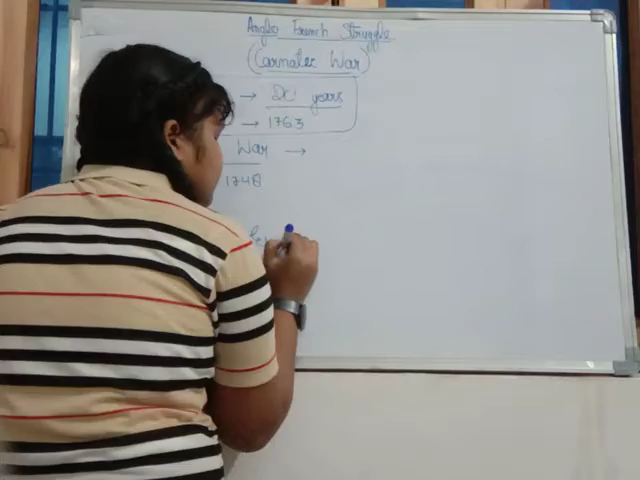 Anglo French Struggle
(Carnatic War)
→ 20 years
→ 1763
War →
1748